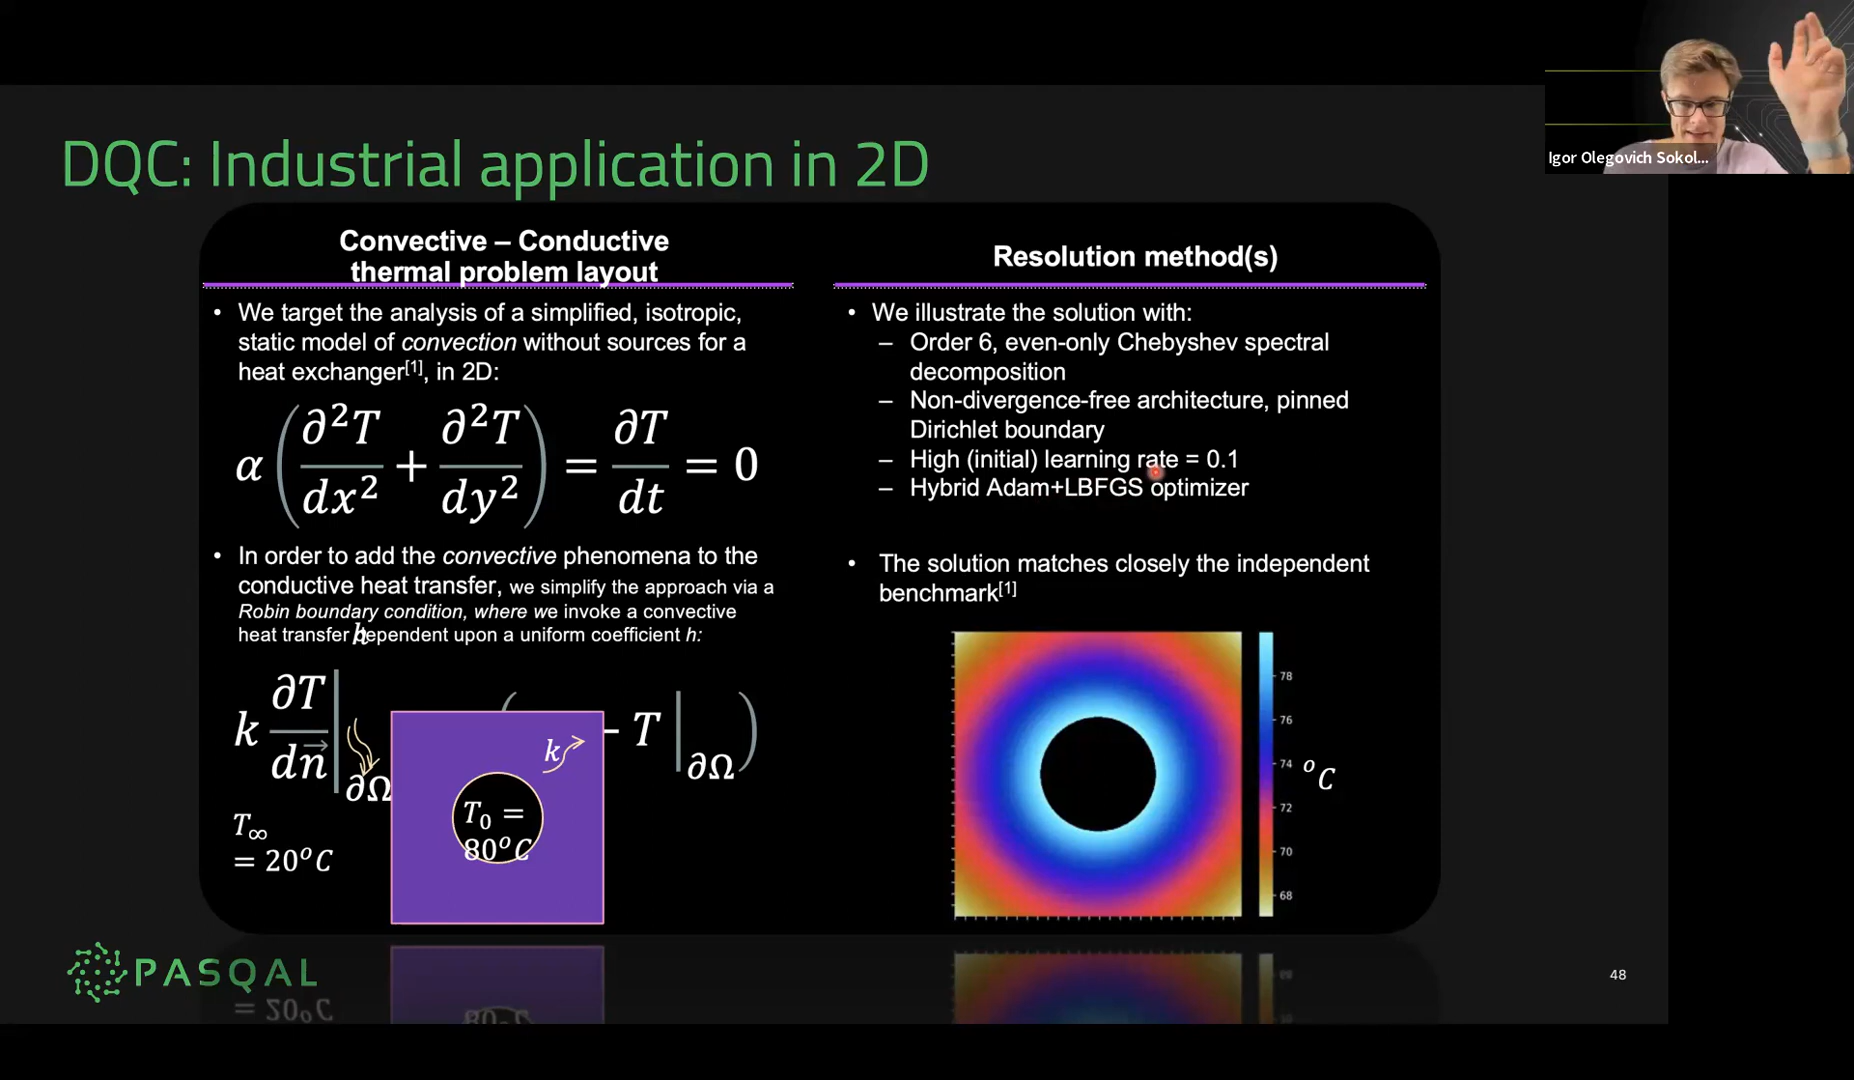 Igor Olegovich Sokol...
DQC: Industrial application in 2D
Convective – Conductive
thermal problem layout
• We target the analysis of a simplified, isotropic,
static model of convection without sources for a
heat exchanger[1], in 2D:
α (∂²T/dx² + ∂²T/dy²) = ∂T/dt = 0
• In order to add the convective phenomena to the
conductive heat transfer, we simplify the approach via a
Robin boundary condition, where we invoke a convective
heat transfer dependent upon a uniform coefficient h:
h
k ∂T/dn⃗ |∂Ω ( - T |∂Ω )
T∞
= 20°C
k
T₀ =
80°C
Resolution method(s)
• We illustrate the solution with:
– Order 6, even-only Chebyshev spectral
decomposition
– Non-divergence-free architecture, pinned
Dirichlet boundary
– High (initial) learning rate = 0.1
– Hybrid Adam+LBFGS optimizer
• The solution matches closely the independent
benchmark[1]
78
76
74
72
70
68
°C
PASQAL
48